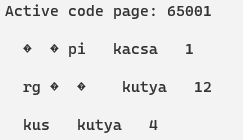 Active code page: 65001
� � pi kacsa 1
rg � � kutya 12
kus kutya 4